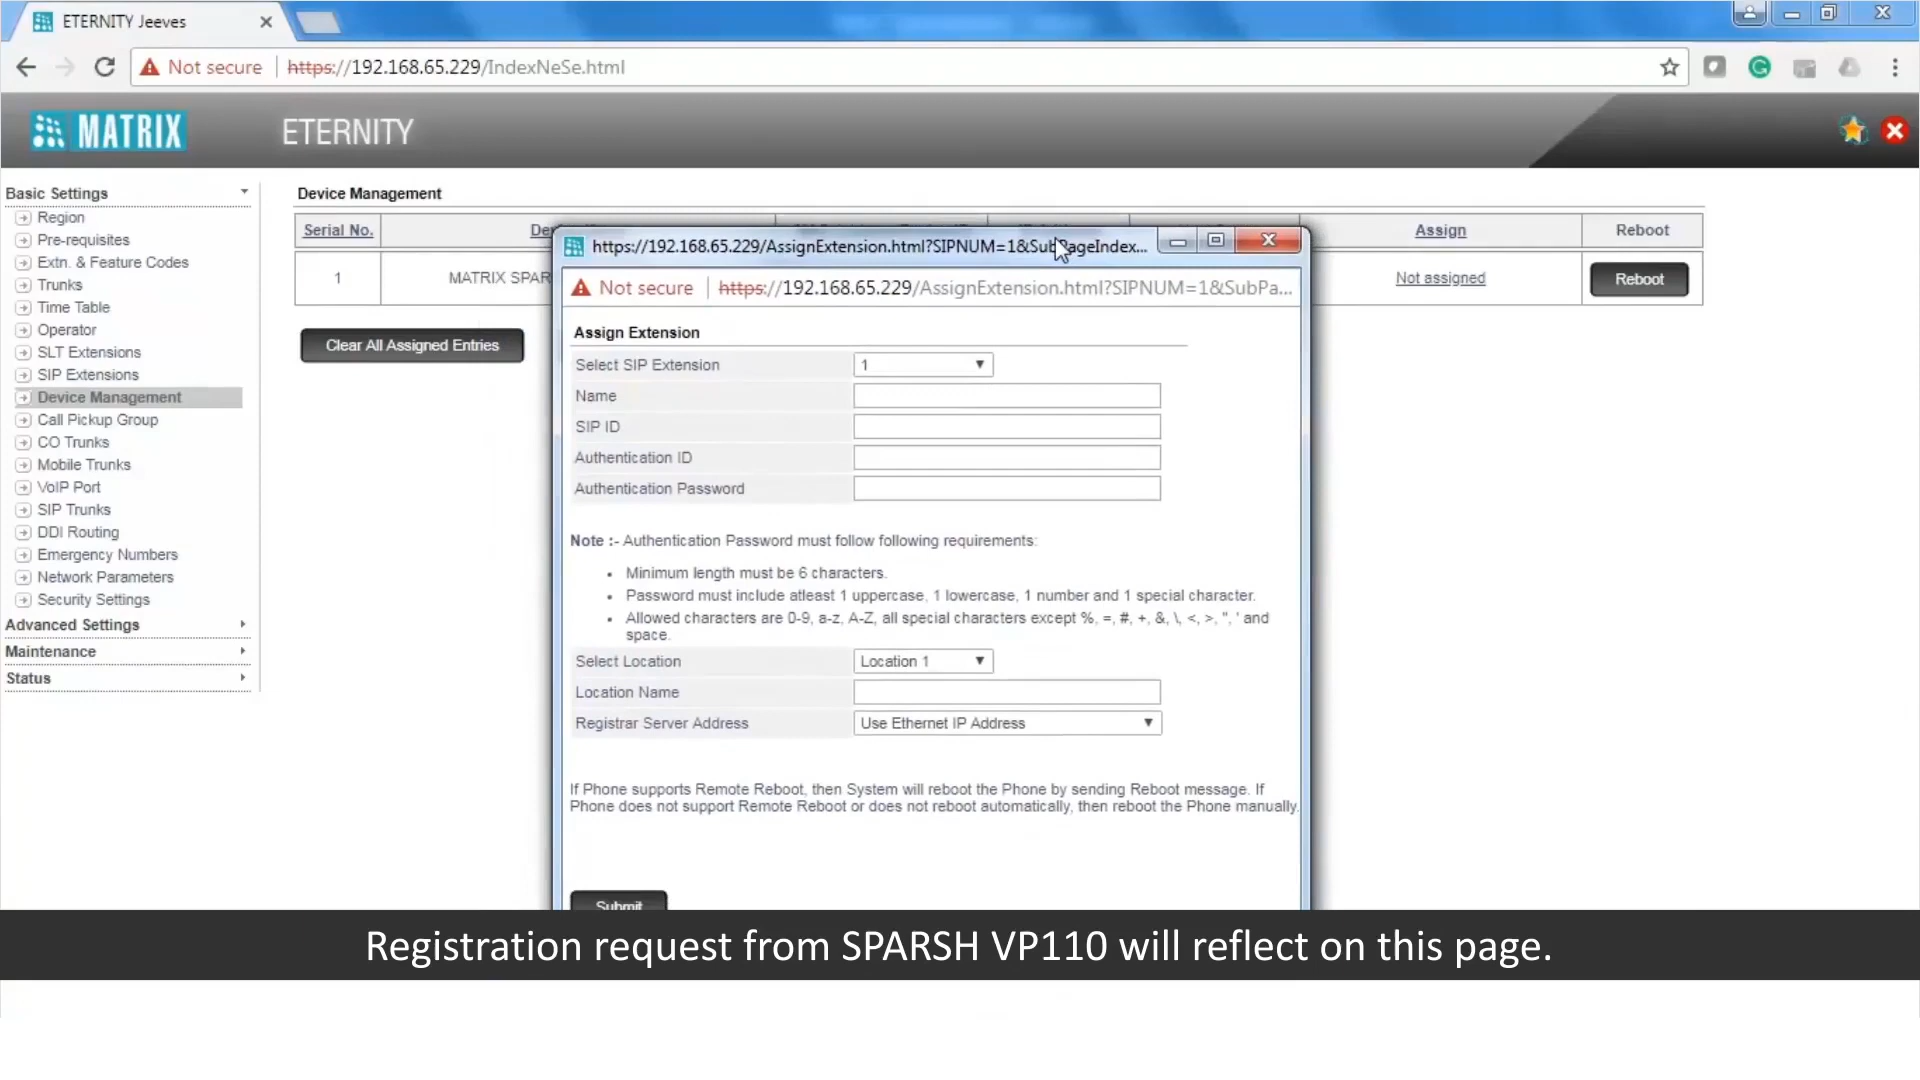 ETERNITY Jeeves
Not secure https://192.168.65.229/IndexNeSe.html
MATRIX
ETERNITY
Basic Settings
Region
Pre-requisites
Extn. & Feature Codes
Trunks
Time Table
Operator
SLT Extensions
SIP Extensions
Device Management
Call Pickup Group
CO Trunks
Mobile Trunks
VoIP Port
SIP Trunks
DDI Routing
Emergency Numbers
Network Parameters
Security Settings
Advanced Settings
Maintenance
Status
Device Management
Serial No. Assign Reboot
1 MATRIX SPAR Not assigned Reboot
Clear All Assigned Entries
https://192.168.65.229/AssignExtension.html?SIPNUM=1&SubPageIndex...
Not secure https://192.168.65.229/AssignExtension.html?SIPNUM=1&SubPa...
Assign Extension
Select SIP Extension 1
Name
SIP ID
Authentication ID
Authentication Password
Note :- Authentication Password must follow following requirements:
• Minimum length must be 6 characters.
• Password must include atleast 1 uppercase, 1 lowercase, 1 number and 1 special character.
• Allowed characters are 0-9, a-z, A-Z, all special characters except %, =, #, +, &, \, <, >, ", ' and
space.
Select Location Location 1
Location Name
Registrar Server Address Use Ethernet IP Address
If Phone supports Remote Reboot, then System will reboot the Phone by sending Reboot message. If
Phone does not support Remote Reboot or does not reboot automatically, then reboot the Phone manually.
Submit
Registration request from SPARSH VP110 will reflect on this page.